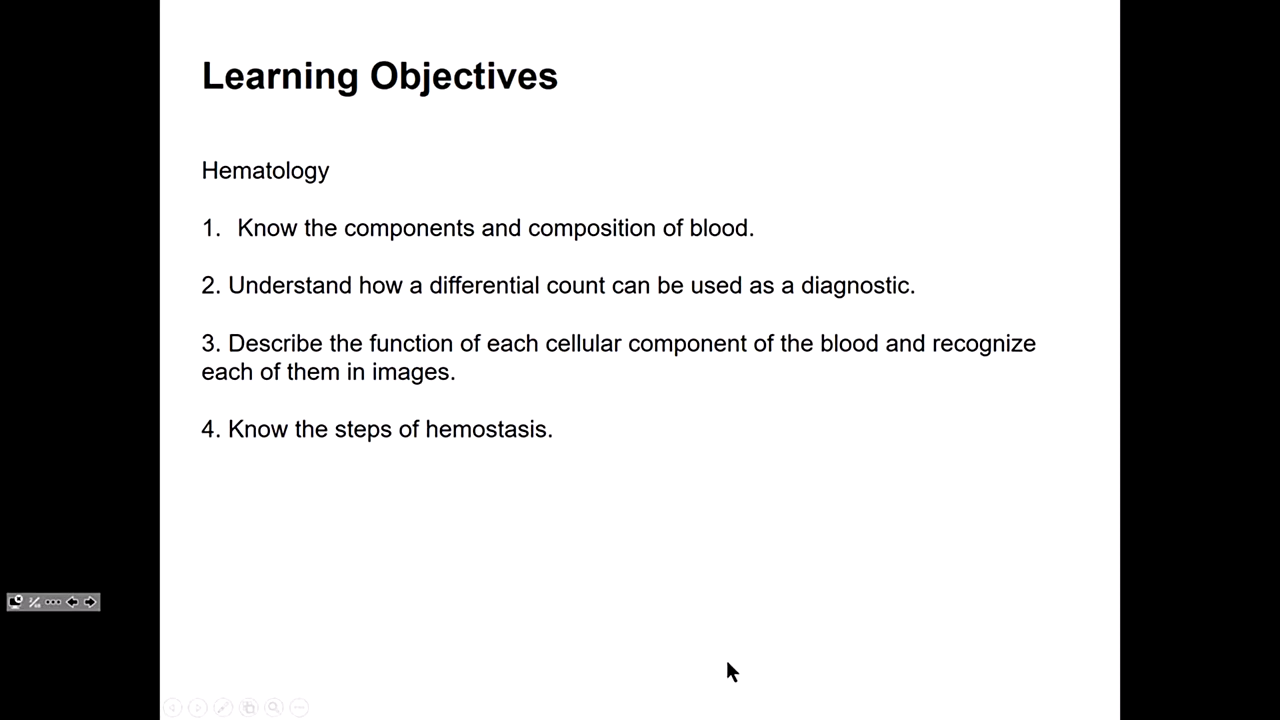 Learning Objectives
Hematology
1. Know the components and composition of blood.
2. Understand how a differential count can be used as a diagnostic.
3. Describe the function of each cellular component of the blood and recognize
each of them in images.
4. Know the steps of hemostasis.